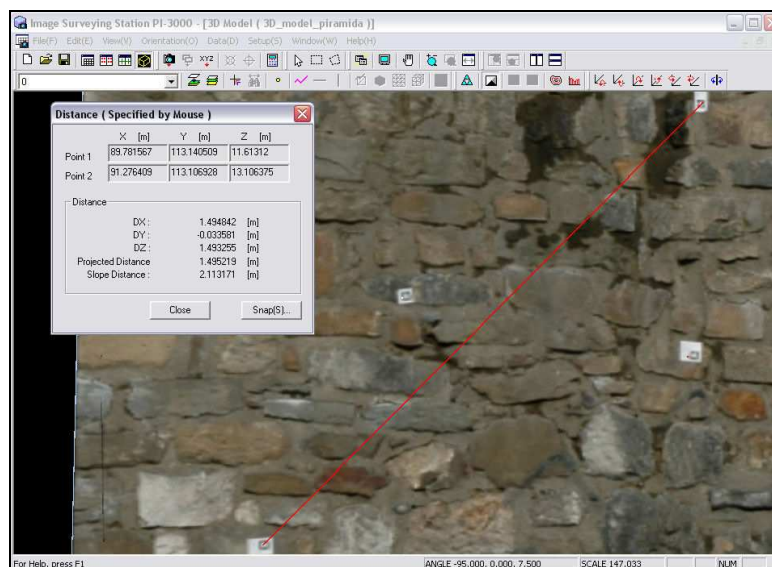 Image Surveying Station PI-3000 - [3D Model ( 3D_model_piramida )]
File(F) Edit(E) View(V) Orientation(O) Data(D) Setup(S) Window(W) Help(H)
XYZ
0
Distance ( Specified by Mouse )
X [m] Y [m] Z [m]
Point 1 89.781567 113.140509 11.61312
Point 2 91.276409 113.106928 13.106375
Distance
DX : 1.494842 [m]
DY : -0.033581 [m]
DZ : 1.493255 [m]
Projected Distance 1.495219 [m]
Slope Distance : 2.113171 [m]
Close Snap(S)...
For Help, press F1 ANGLE -95.000, 0.000, 7.500 SCALE 147.033 NUM